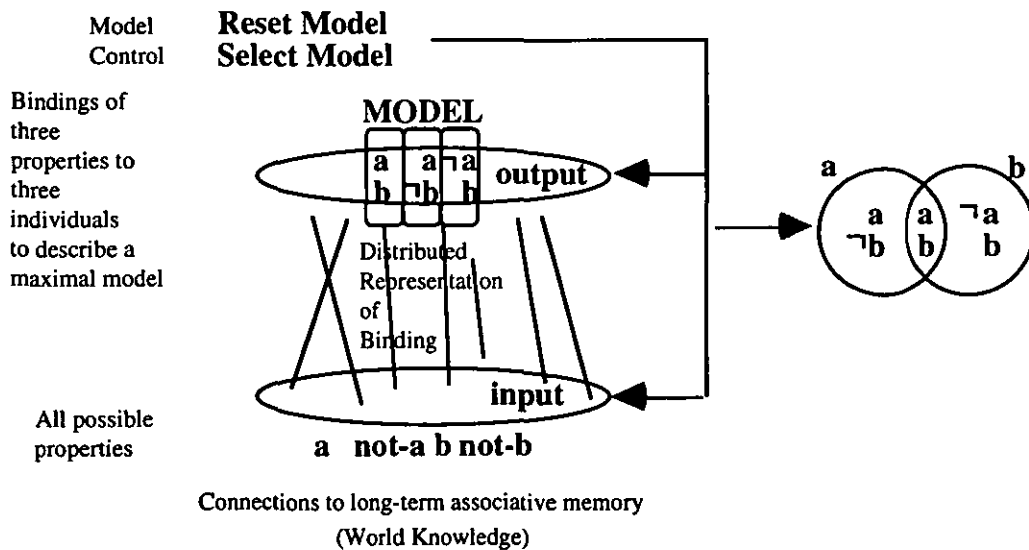 Model
Control
Reset Model
Select Model
Bindings of
three
properties to
three
individuals
to describe a
maximal model
MODEL
a a ¬a
b ¬b b
output
Distributed
Representation
of
Binding
input
All possible
properties
a not-a b not-b
Connections to long-term associative memory
(World Knowledge)
a b
a a ¬a
¬b b b